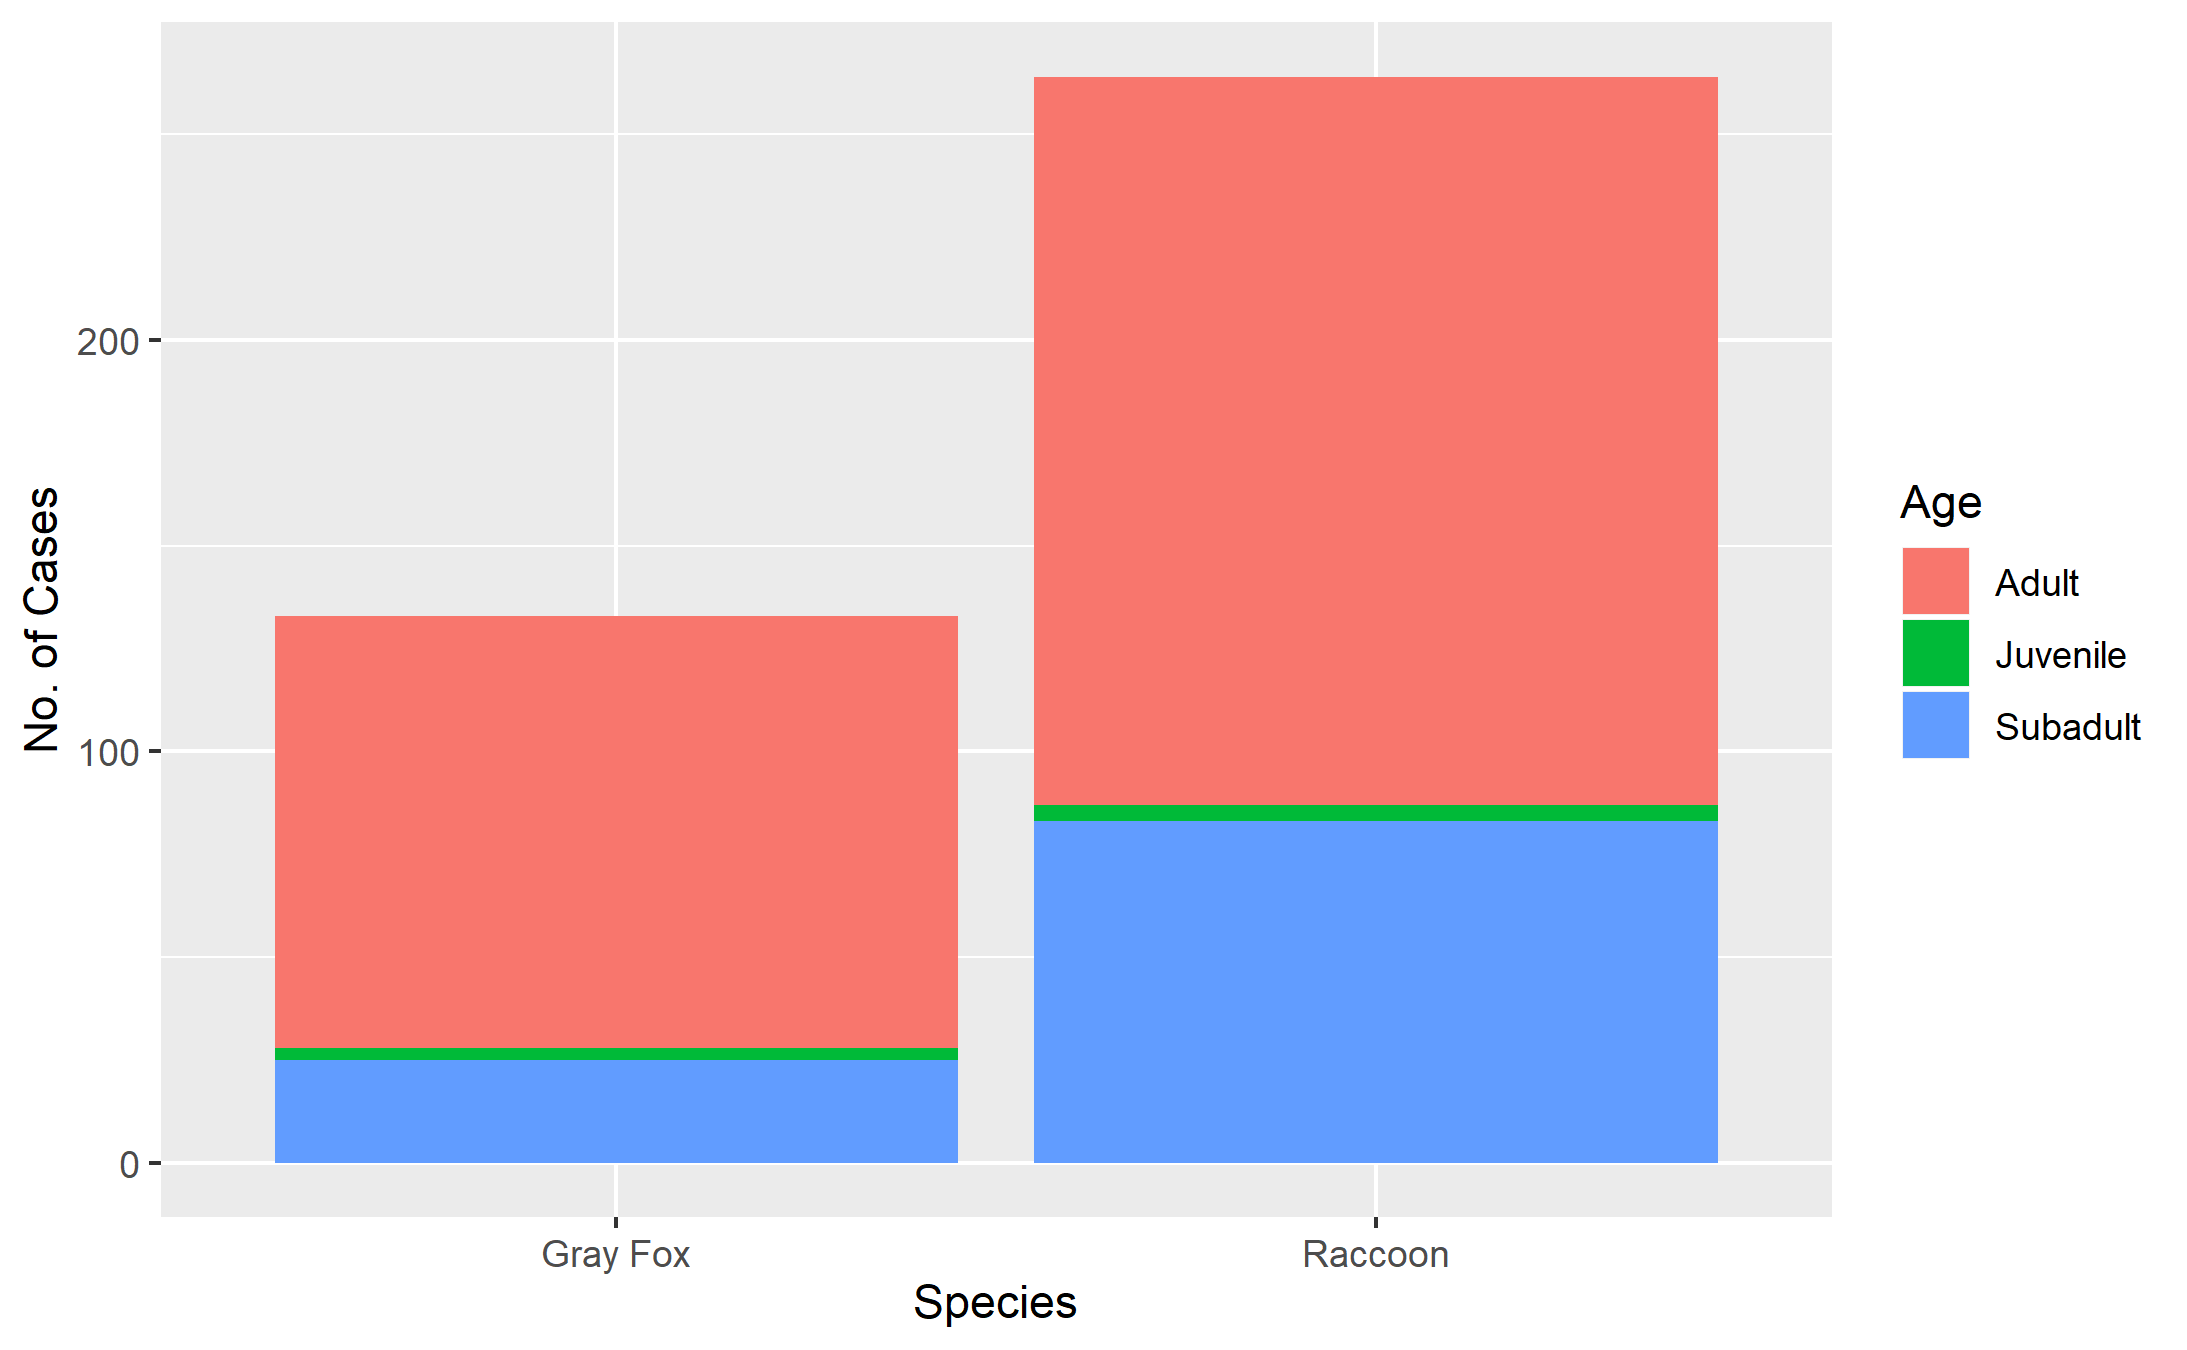 No. of Cases
200
100
0
Gray Fox
Raccoon
Species
Age
Adult
Juvenile
Subadult